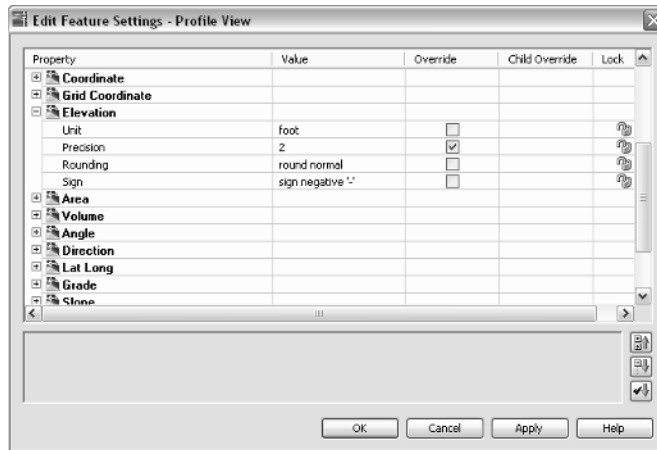 Edit Feature Settings - Profile View
Property Value Override Child Override Lock
Coordinate
Grid Coordinate
Elevation
Unit foot
Precision 2
Rounding round normal
Sign sign negative '-'
Area
Volume
Angle
Direction
Lat Long
Grade
Slope
OK Cancel Apply Help